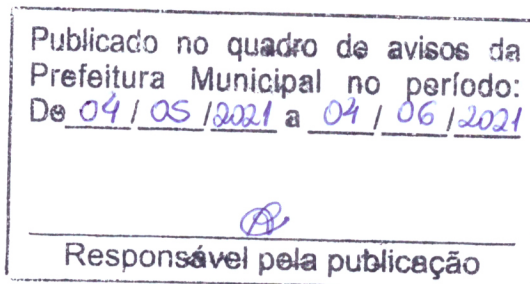 Publicado no quadro de avisos da
Prefeitura Municipal no período:
De 04 / 05 / 2021 a 04 / 06 / 2021
Responsável pela publicação